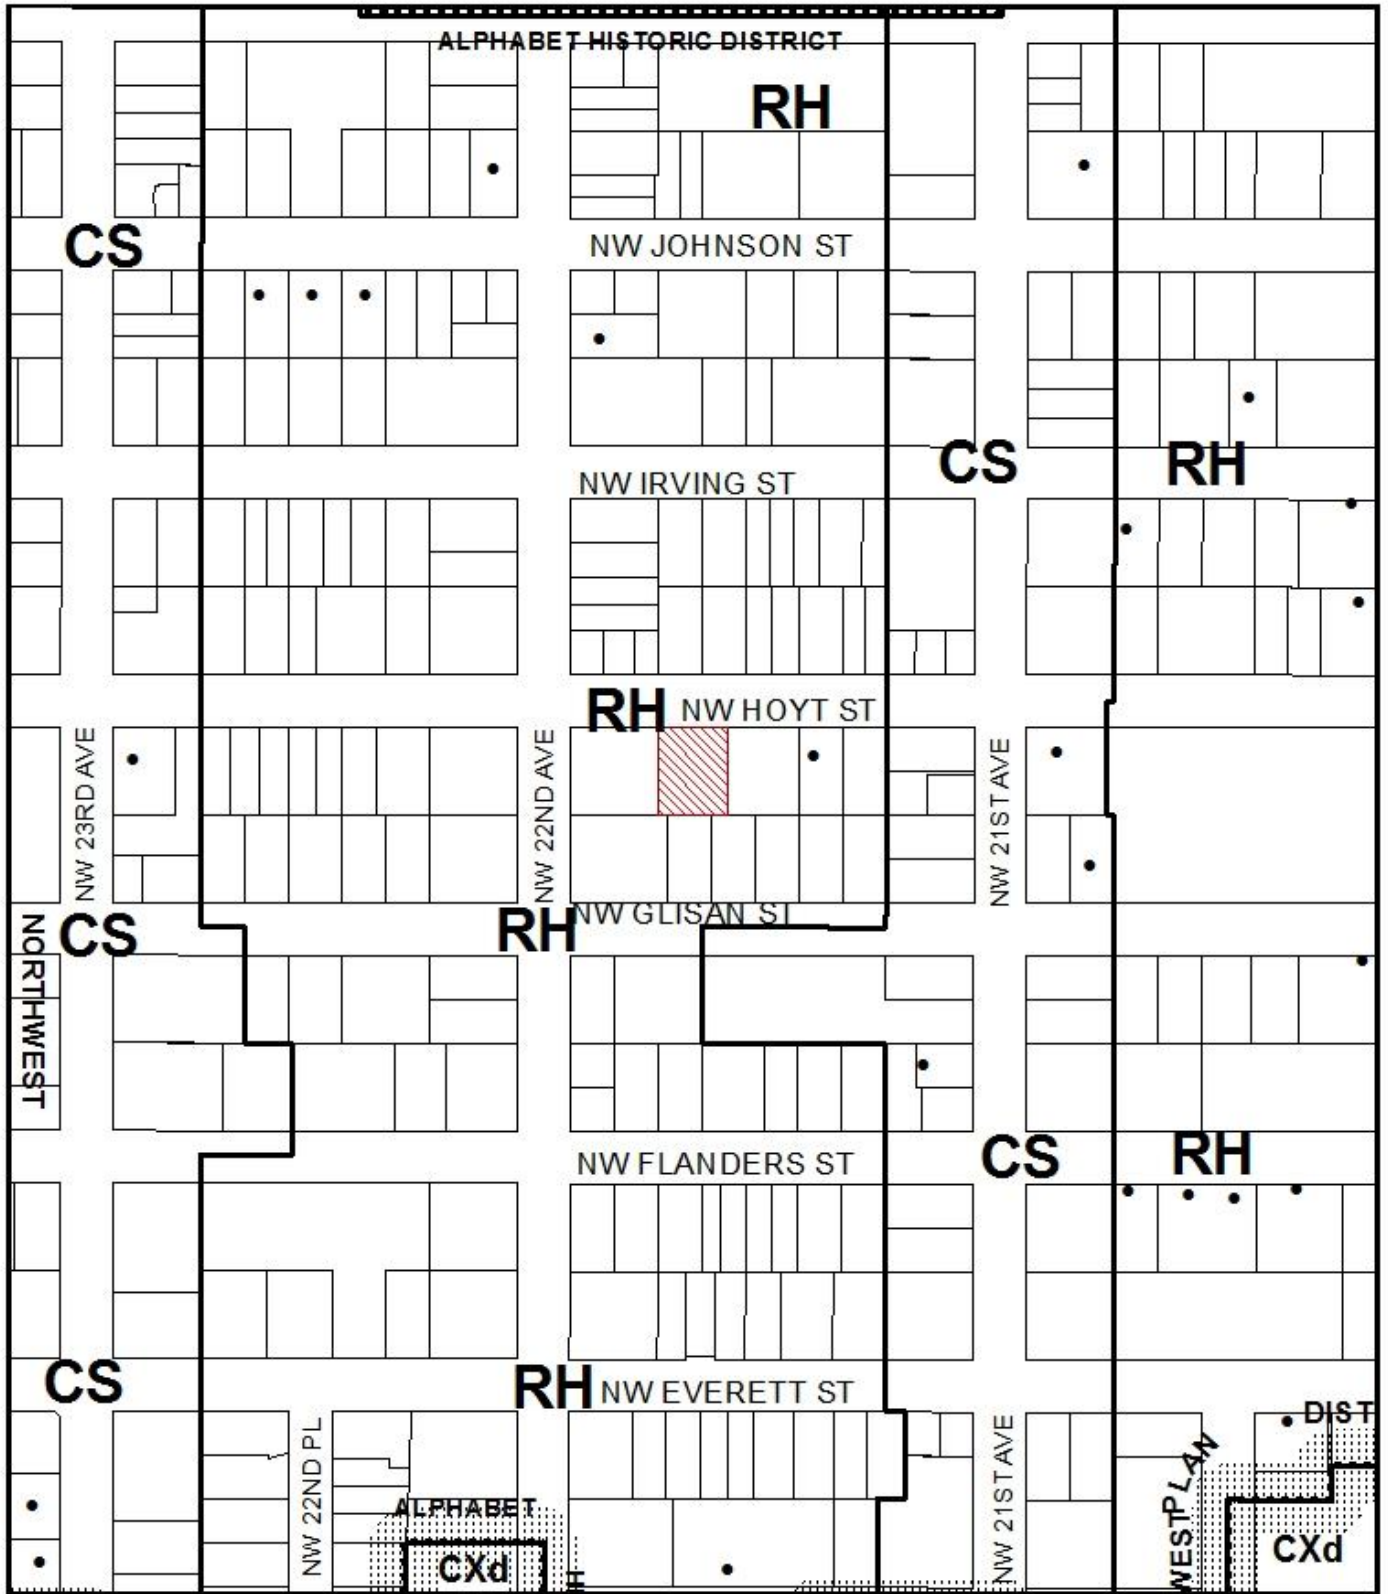 ALPHABET HISTORIC DISTRICT
RH
CS
NW JOHNSON ST
CS
RH
NW IRVING ST
RH
NW HOYT ST
NW 23RD AVE
NW 22ND AVE
NW 21ST AVE
CS
RH
NW GLISAN ST
NORTHWEST
CS
RH
NW FLANDERS ST
CS
RH
NW EVERETT ST
NW 22ND PL
NW 21ST AVE
DIST
PLAN
WEST
ALPHABET
CXd
H
CXd